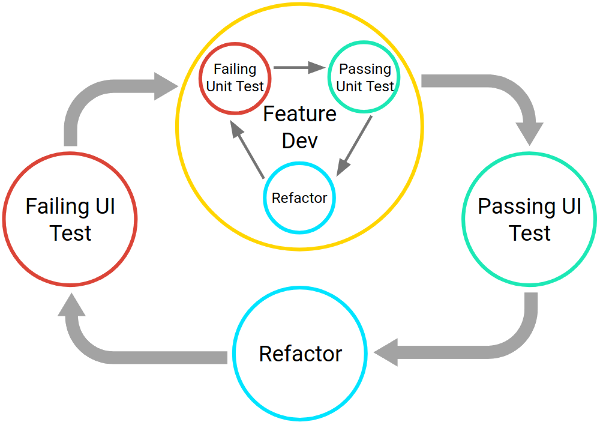 Failing
Unit Test
Passing
Unit Test
Feature
Dev
Refactor
Failing UI
Test
Passing UI
Test
Refactor